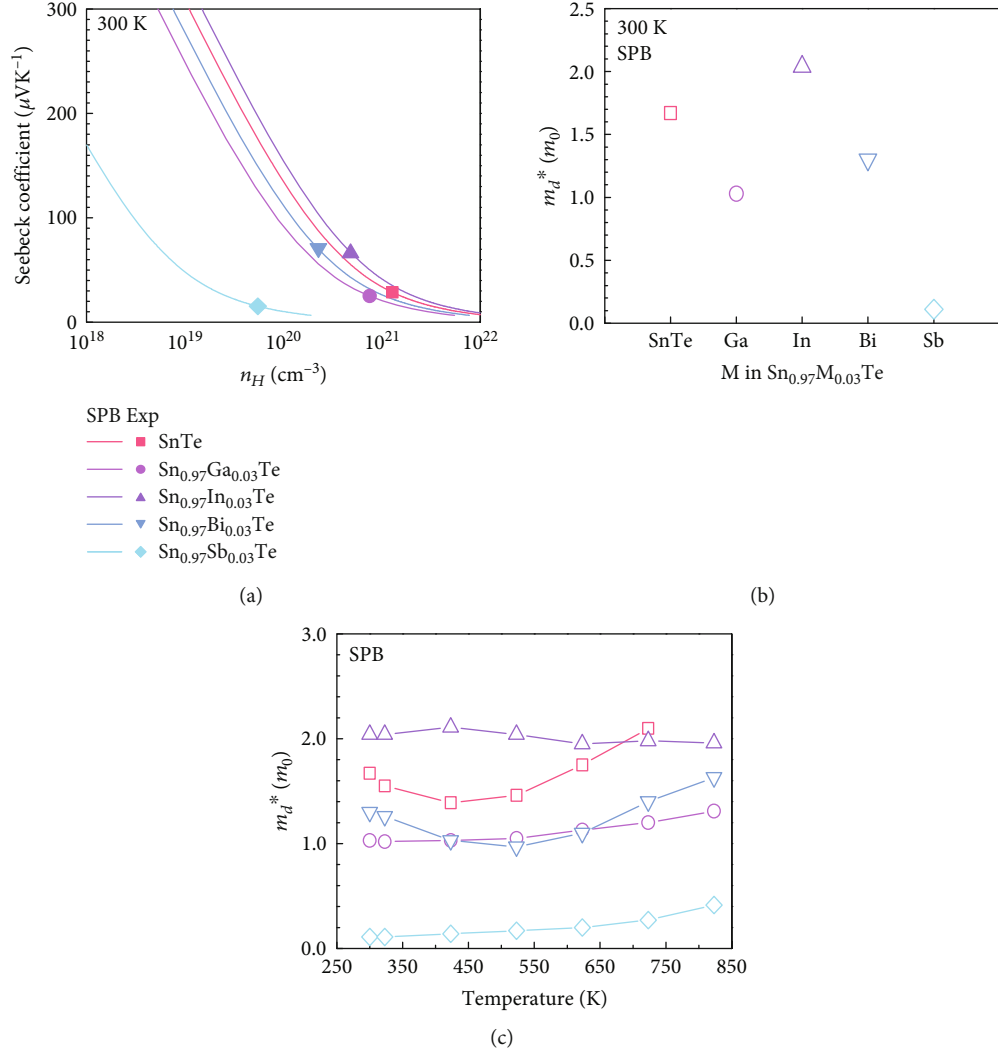 300 K
300
200
100
0
Seebeck coefficient (μVK⁻¹)
10¹⁸ 10¹⁹ 10²⁰ 10²¹ 10²²
n_H (cm⁻³)
SPB Exp
SnTe
Sn₀.₉₇Ga₀.₀₃Te
Sn₀.₉₇In₀.₀₃Te
Sn₀.₉₇Bi₀.₀₃Te
Sn₀.₉₇Sb₀.₀₃Te
(a)
300 K
SPB
2.5
2.0
1.5
1.0
0.5
0.0
m_d* (m₀)
SnTe Ga In Bi Sb
M in Sn₀.₉₇M₀.₀₃Te
(b)
SPB
3.0
2.0
1.0
0.0
m_d* (m₀)
250 350 450 550 650 750 850
Temperature (K)
(c)